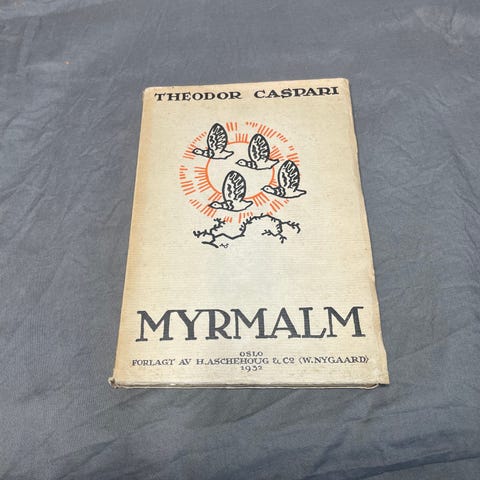 THEODOR CASPARI
MYRMALM
OSLO
FORLAGT AV H. ASCHEHOUG & Cº (W. NYGAARD)
1932